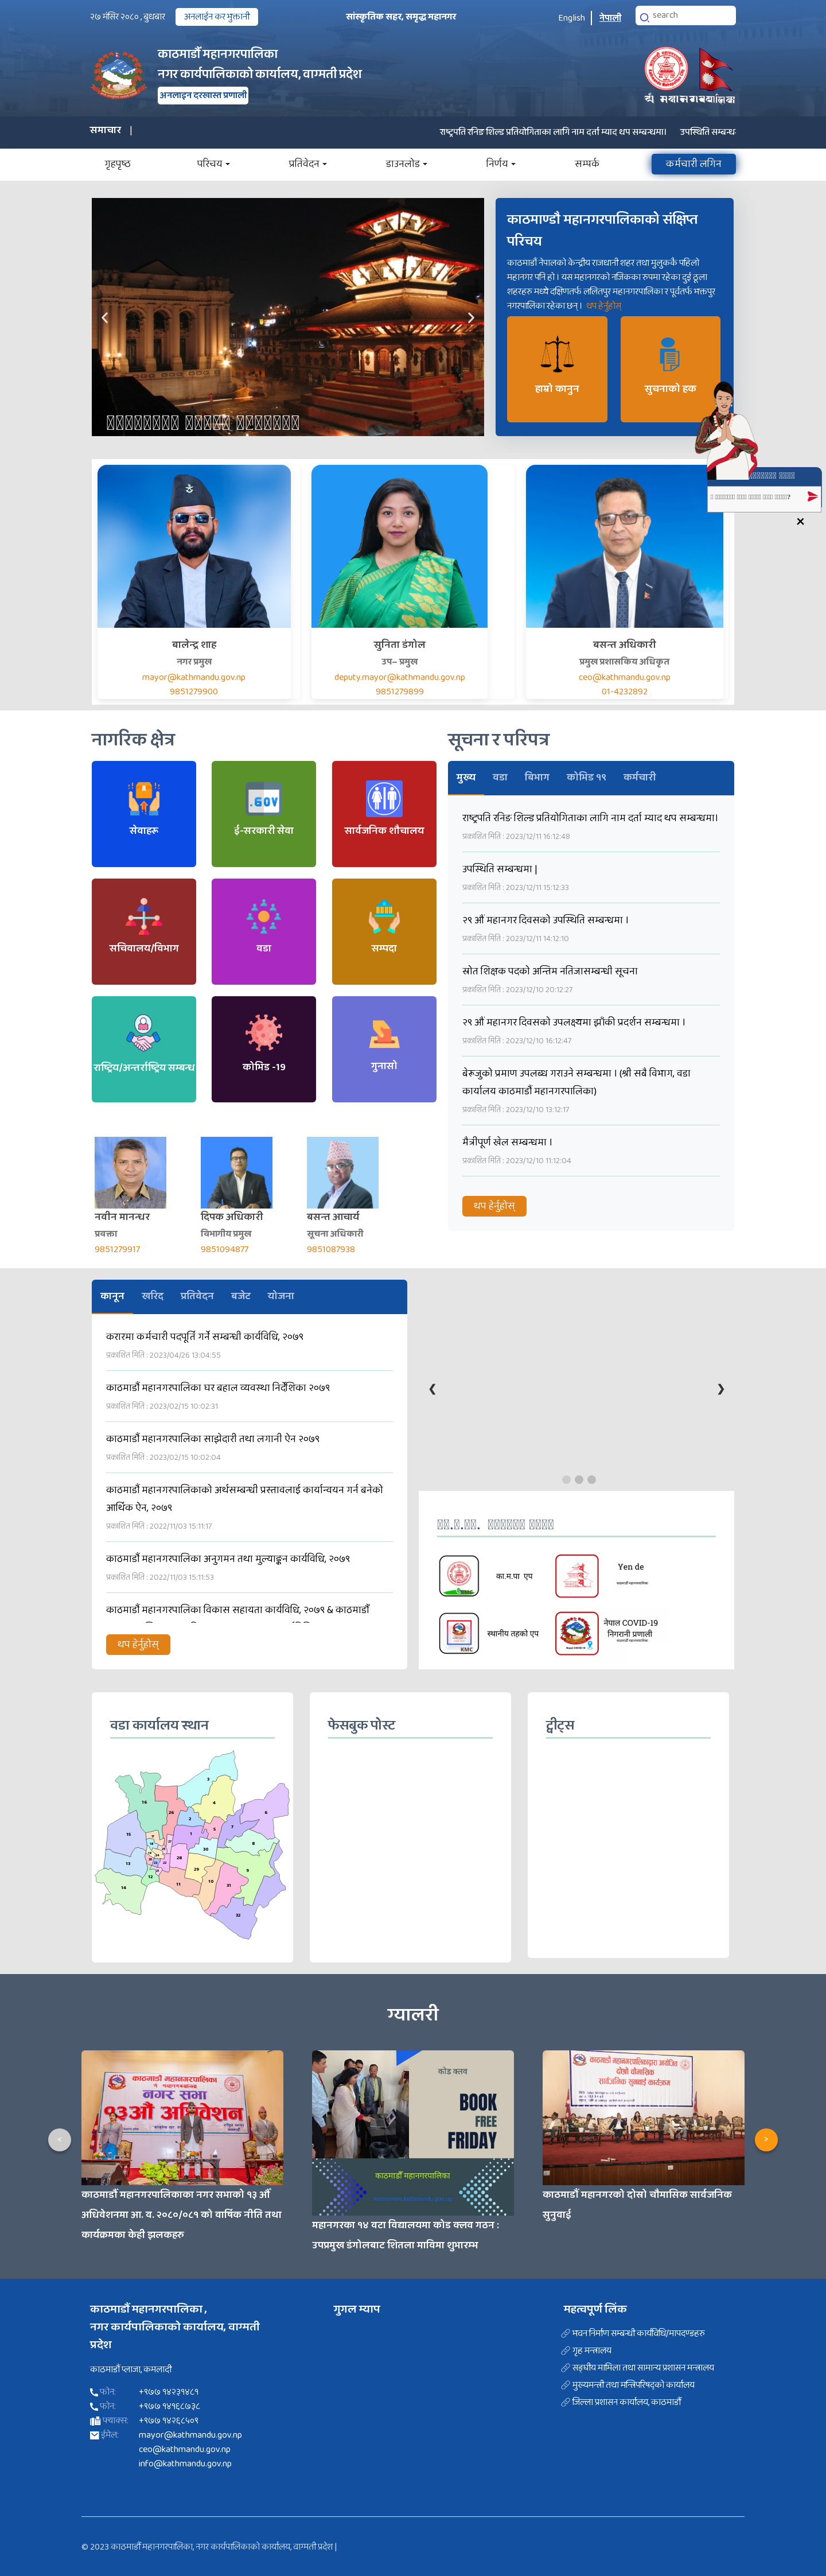 २७ मंसिर २०८०, बुधबार
अनलाईन कर भुक्तानी
सांस्कृतिक सहर, समृद्ध महानगर
English
नेपाली
search
काठमाडौँ महानगरपालिका
नगर कार्यपालिकाको कार्यालय, वाग्मती प्रदेश
अनलाइन दरखास्त प्रणाली
समाचार |
राष्ट्रपति रनिङ शिल्ड प्रतियोगिताका लागि नाम दर्ता म्याद थप सम्बन्धमा।
उपस्थिति सम्बन्ध
गृहपृष्ठ
परिचय
प्रतिवेदन
डाउनलोड
निर्णय
सम्पर्क
कर्मचारी लगिन
काठमाण्डौ महानगरपालिकाको संक्षिप्त
परिचय
काठमाडौँ नेपालको केन्द्रीय राजधानी शहर तथा मुलुककै पहिलो
महानगर पनि हो। यस महानगरको नजिकका रुपमा रहेका दुई ठूला
शहरहरु मध्ये दक्षिणतर्फ ललितपुर महानगरपालिका र पूर्वतर्फ भक्तपुर
नगरपालिका रहेका छन्। थप हेर्नुहोस्
हाम्रो कानुन
सुचनाको हक
बालेन्द्र शाह
नगर प्रमुख
mayor@kathmandu.gov.np
9851279900
सुनिता डंगोल
उप– प्रमुख
deputy.mayor@kathmandu.gov.np
9851279899
बसन्त अधिकारी
प्रमुख प्रशासकिय अधिकृत
ceo@kathmandu.gov.np
01-4232892
नागरिक क्षेत्र
सेवाहरू
.GOV
ई-सरकारी सेवा
सार्वजनिक शौचालय
सचिवालय/विभाग
वडा
सम्पदा
राष्ट्रिय/अन्तर्राष्ट्रिय सम्बन्ध
कोभिड -19
गुनासो
नवीन मानन्धर
प्रवक्ता
9851279917
दिपक अधिकारी
विभागीय प्रमुख
9851094877
बसन्त आचार्य
सूचना अधिकारी
9851087938
सूचना र परिपत्र
मुख्य
वडा
बिभाग
कोभिड १९
कर्मचारी
राष्ट्रपति रनिङ शिल्ड प्रतियोगिताका लागि नाम दर्ता म्याद थप सम्बन्धमा।
प्रकाशित मिति : 2023/12/11 16:12:48
उपस्थिति सम्बन्धमा |
प्रकाशित मिति : 2023/12/11 15:12:33
२९ औं महानगर दिवसको उपस्थिति सम्बन्धमा ।
प्रकाशित मिति : 2023/12/11 14:12:10
स्रोत शिक्षक पदको अन्तिम नतिजासम्बन्धी सूचना
प्रकाशित मिति : 2023/12/10 20:12:27
२९ औं महानगर दिवसको उपलक्ष्यमा झाँकी प्रदर्शन सम्बन्धमा ।
प्रकाशित मिति : 2023/12/10 16:12:47
बेरूजुको प्रमाण उपलब्ध गराउने सम्बन्धमा । (श्री सबै विभाग, वडा
कार्यालय काठमाडौं महानगरपालिका)
प्रकाशित मिति : 2023/12/10 13:12:17
मैत्रीपूर्ण खेल सम्बन्धमा ।
प्रकाशित मिति : 2023/12/10 11:12:04
थप हेर्नुहोस्
कानून
खरिद
प्रतिवेदन
बजेट
योजना
करारमा कर्मचारी पदपूर्ति गर्ने सम्बन्धी कार्यविधि, २०७९
प्रकाशित मिति : 2023/04/26 13:04:55
काठमाडौं महानगरपालिका घर बहाल व्यवस्था निर्देशिका २०७९
प्रकाशित मिति : 2023/02/15 10:02:31
काठमाडौं महानगरपालिका साझेदारी तथा लगानी ऐन २०७९
प्रकाशित मिति : 2023/02/15 10:02:04
काठमाडौं महानगरपालिकाको अर्थसम्बन्धी प्रस्तावलाई कार्यान्वयन गर्न बनेको
आर्थिक ऐन, २०७९
प्रकाशित मिति : 2022/11/03 15:11:17
काठमाडौं महानगरपालिका अनुगमन तथा मुल्याङ्कन कार्यविधि, २०७९
प्रकाशित मिति : 2022/11/03 15:11:53
काठमाडौं महानगरपालिका विकास सहायता कार्यविधि, २०७९ & काठमाडौँ
थप हेर्नुहोस्
का.म.पा एप
Yen de
KMC
स्थानीय तहको एप
नेपाल COVID-19
निगरानी प्रणाली
वडा कार्यालय स्थान
फेसबुक पोस्ट
ट्वीट्स
ग्यालरी
काठमाडौं महानगरपालिका
नगर सभा
१३औं अधिवेशन
कोड क्लव
BOOK
FREE
FRIDAY
काठमाडौँ महानगरपालिका
काठमाडौं महानगरपालिकाद्वारा आयोजित
दोस्रो चौमासिक
सार्वजनिक सुनुवाई कार्यक्रम
काठमाडौँ महानगरपालिकाका नगर सभाको १३ औँ
अधिवेशनमा आ. व. २०८०/०८१ को वार्षिक नीति तथा
कार्यक्रमका केही झलकहरु
महानगरका १४ वटा विद्यालयमा कोड क्लव गठन :
उपप्रमुख डंगोलबाट शितला माविमा शुभारम्भ
काठमाडौँ महानगरको दोस्रो चौमासिक सार्वजनिक
सुनुवाई
काठमाडौं महानगरपालिका ,
नगर कार्यपालिकाको कार्यालय, वाग्मती
प्रदेश
काठमाडौं प्लाजा, कमलादी
फोन: +९७७ १४२३१४८१
फोन: +९७७ १४१६८७३८
फ्याक्स: +९७७ १४२६८५०९
ईमेल: mayor@kathmandu.gov.np
ceo@kathmandu.gov.np
info@kathmandu.gov.np
गुगल म्याप
महत्वपूर्ण लिंक
भवन निर्माण सम्बन्धी कार्यविधि/मापदण्डहरु
गृह मन्त्रालय
सङ्घीय मामिला तथा सामान्य प्रशासन मन्त्रालय
मुख्यमन्त्री तथा मन्त्रिपरिषद्को कार्यालय
जिल्ला प्रशासन कार्यालय, काठमाडौँ
© 2023 काठमाडौँ महानगरपालिका, नगर कार्यपालिकाको कार्यालय, वाग्मती प्रदेश |